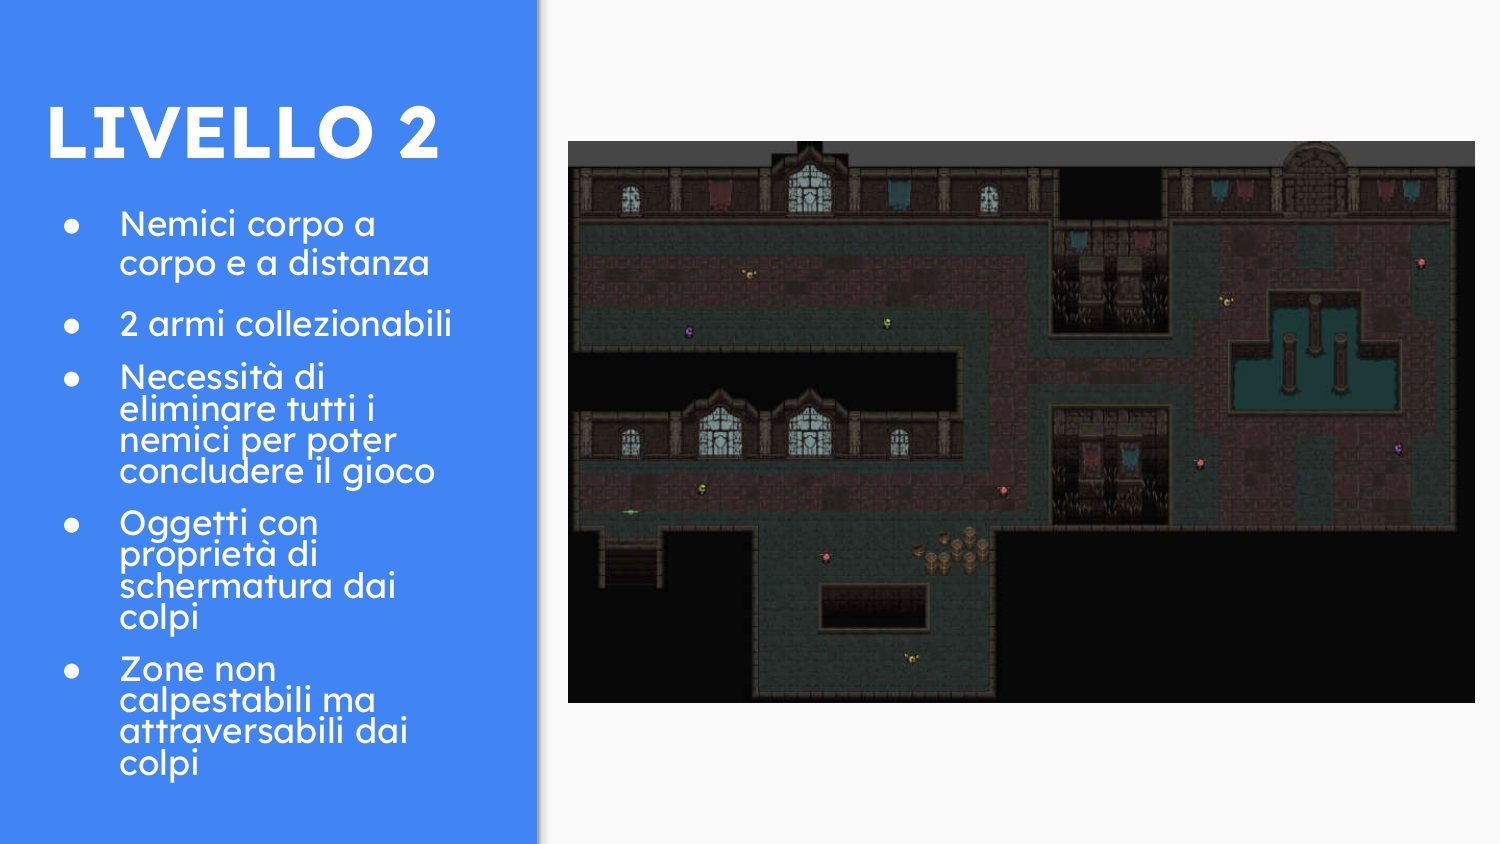 LIVELLO 2
● Nemici corpo a
corpo e a distanza
● 2 armi collezionabili
● Necessità di
eliminare tutti i
nemici per poter
concludere il gioco
● Oggetti con
proprietà di
schermatura dai
colpi
● Zone non
calpestabili ma
attraversabili dai
colpi